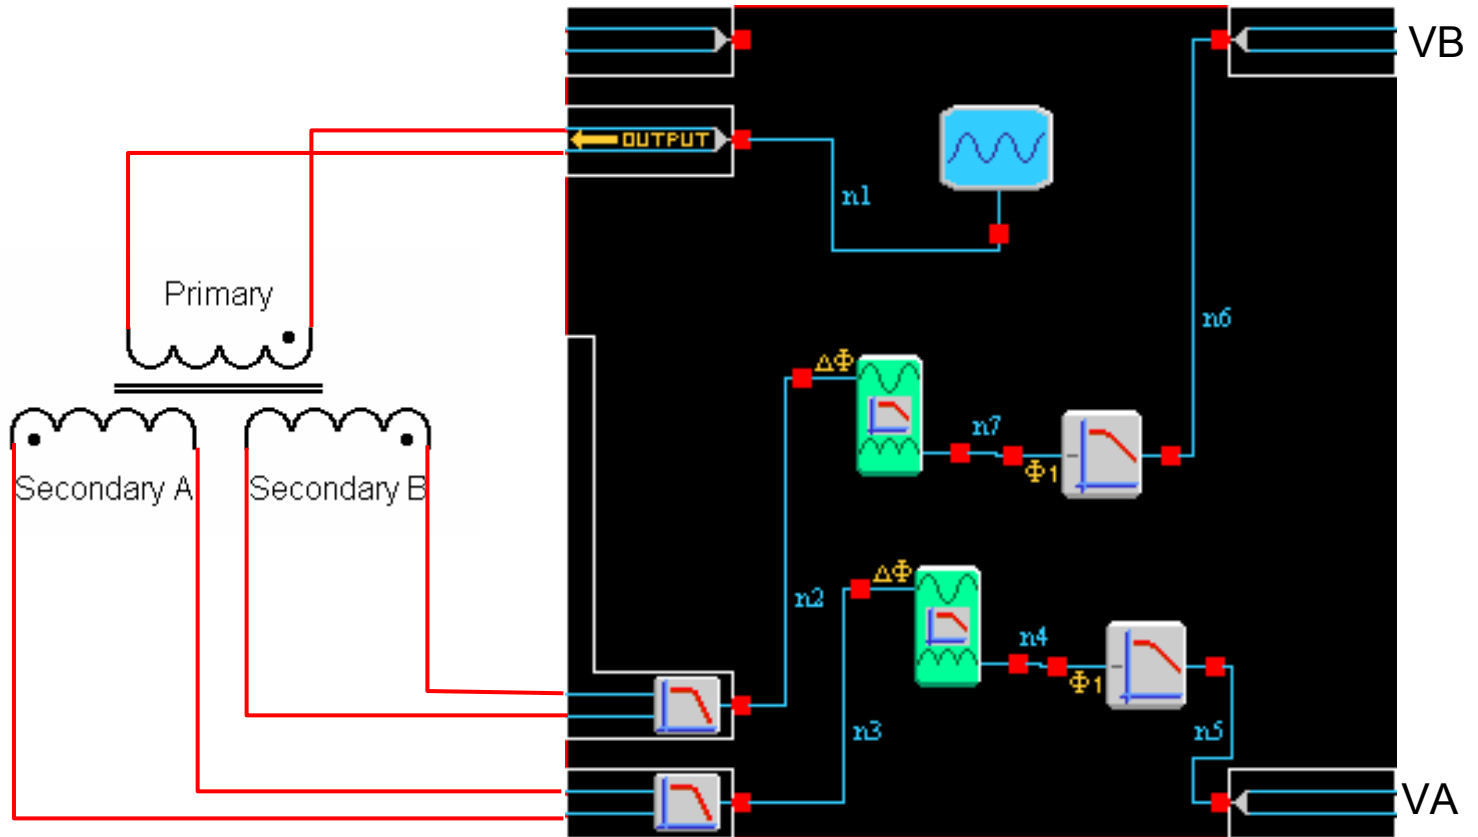 VB
OUTPUT
n1
Primary
n6
ΔΦ
n7
Φ1
Secondary A
Secondary B
ΔΦ
n2
n4
Φ1
n3
n5
VA